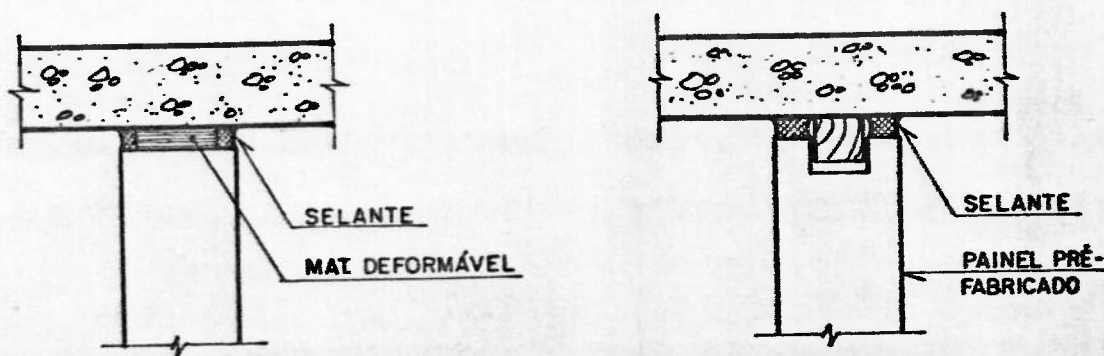 SELANTE
MAT. DEFORMÁVEL
SELANTE
PAINEL PRÉ-
FABRICADO